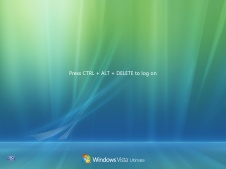 Press CTRL + ALT + DELETE to log on
Windows Vista Ultimate